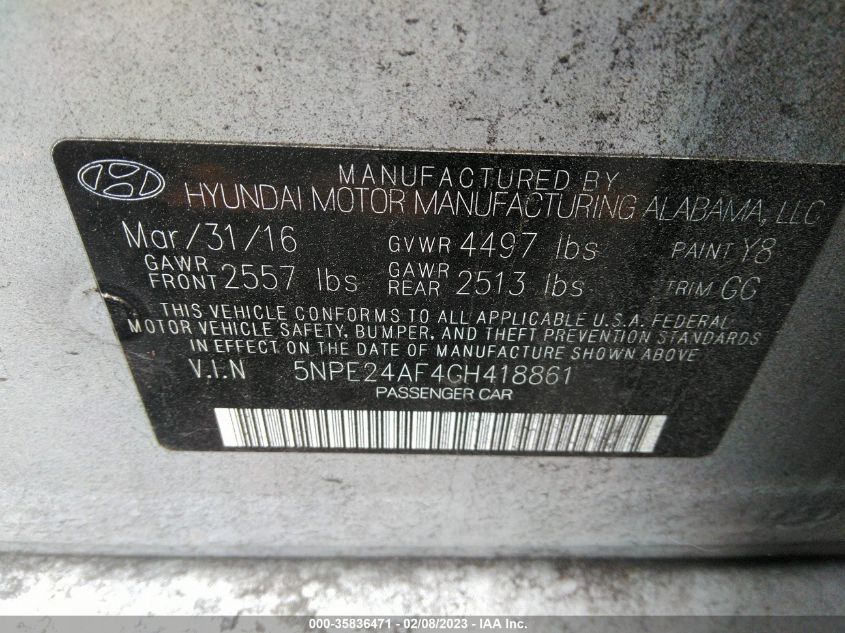 MANUFACTURED BY
HYUNDAI MOTOR MANUFACTURING ALABAMA, LLC
Mar/31/16 GVWR 4497 lbs PAINT Y8
GAWR FRONT 2557 lbs GAWR REAR 2513 lbs TRIM GG
THIS VEHICLE CONFORMS TO ALL APPLICABLE U.S.A. FEDERAL
MOTOR VEHICLE SAFETY, BUMPER, AND THEFT PREVENTION STANDARDS
IN EFFECT ON THE DATE OF MANUFACTURE SHOWN ABOVE
V.I.N 5NPE24AF4GH418861
PASSENGER CAR
000-35836471 - 02/08/2023 - IAA Inc.